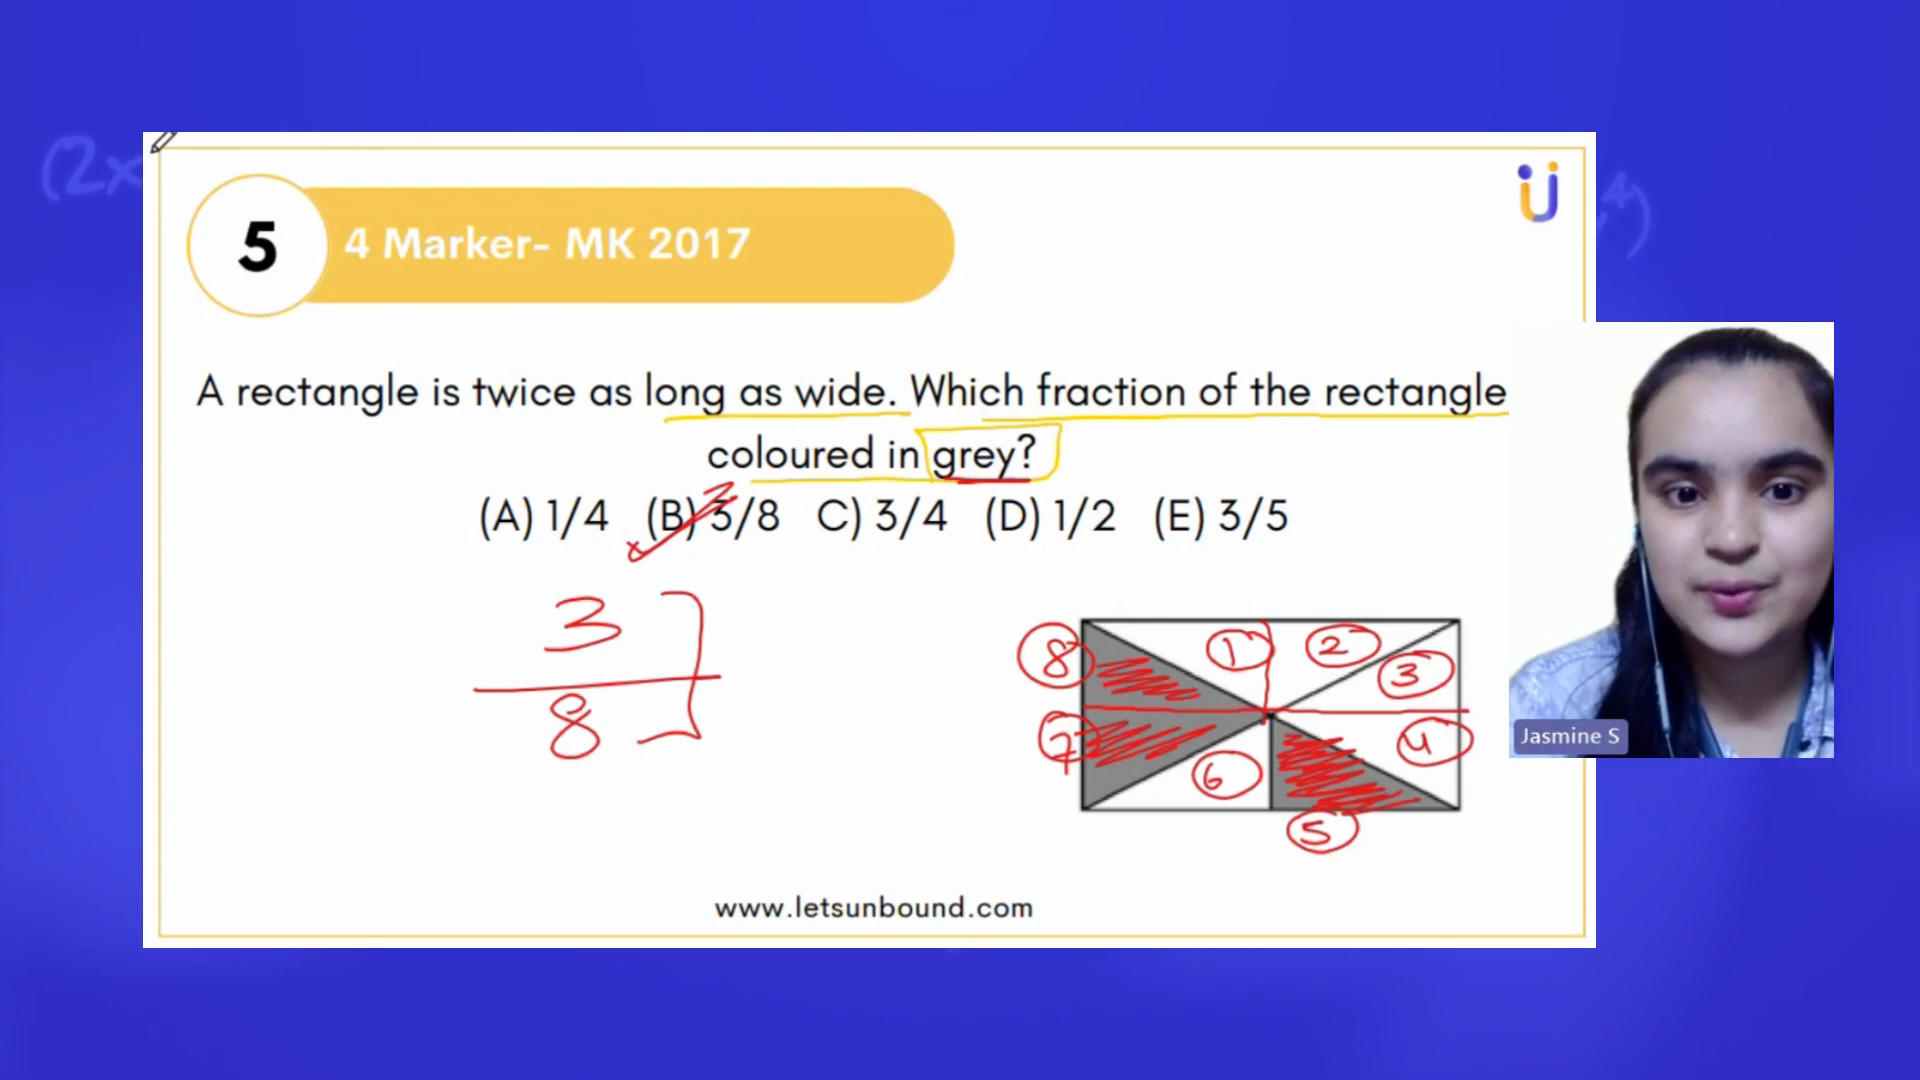 (2x
4)
5
4 Marker- MK 2017
A rectangle is twice as long as wide. Which fraction of the rectangle
coloured in grey?
(A) 1/4 (B) 3/8 C) 3/4 (D) 1/2 (E) 3/5
3
8
8 1 2 3
7 6 5 4
Jasmine S
www.letsunbound.com